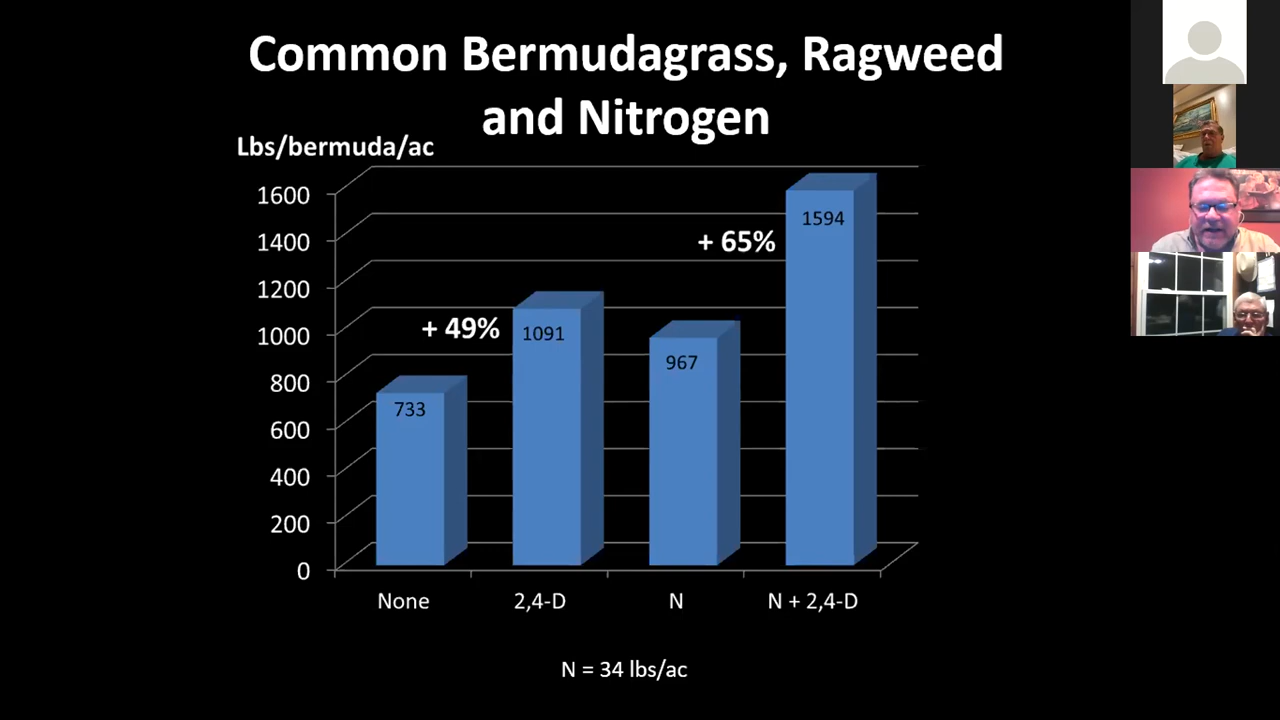 Common Bermudagrass, Ragweed
and Nitrogen
Lbs/bermuda/ac
1600
1400
1200
1000
800
600
400
200
0
+ 49%
+ 65%
733
1091
967
1594
None
2,4-D
N
N + 2,4-D
N = 34 lbs/ac